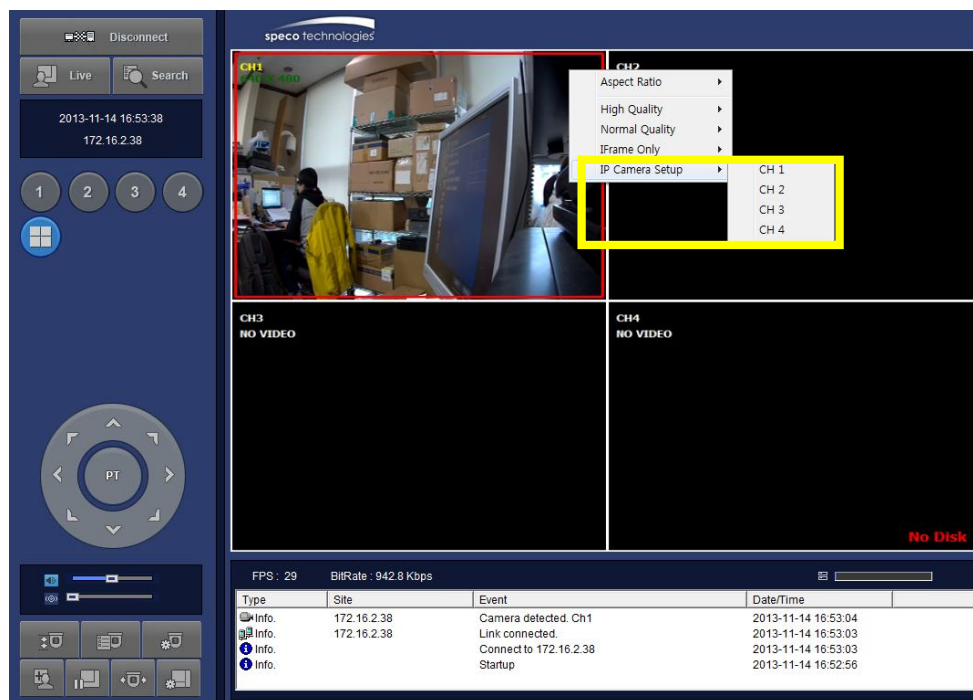 Disconnect
speco technologies
Live
Search
2013-11-14 16:53:38
172.16.2.38
1
2
3
4
PT
CH1
640 X 480
CH2
Aspect Ratio
High Quality
Normal Quality
IFrame Only
IP Camera Setup
CH 1
CH 2
CH 3
CH 4
CH3
NO VIDEO
CH4
NO VIDEO
No Disk
FPS : 29 BitRate : 942.8 Kbps
Type Site Event Date/Time
Info. 172.16.2.38 Camera detected. Ch1 2013-11-14 16:53:04
Info. 172.16.2.38 Link connected. 2013-11-14 16:53:03
Info. Connect to 172.16.2.38 2013-11-14 16:53:03
Info. Startup 2013-11-14 16:52:56